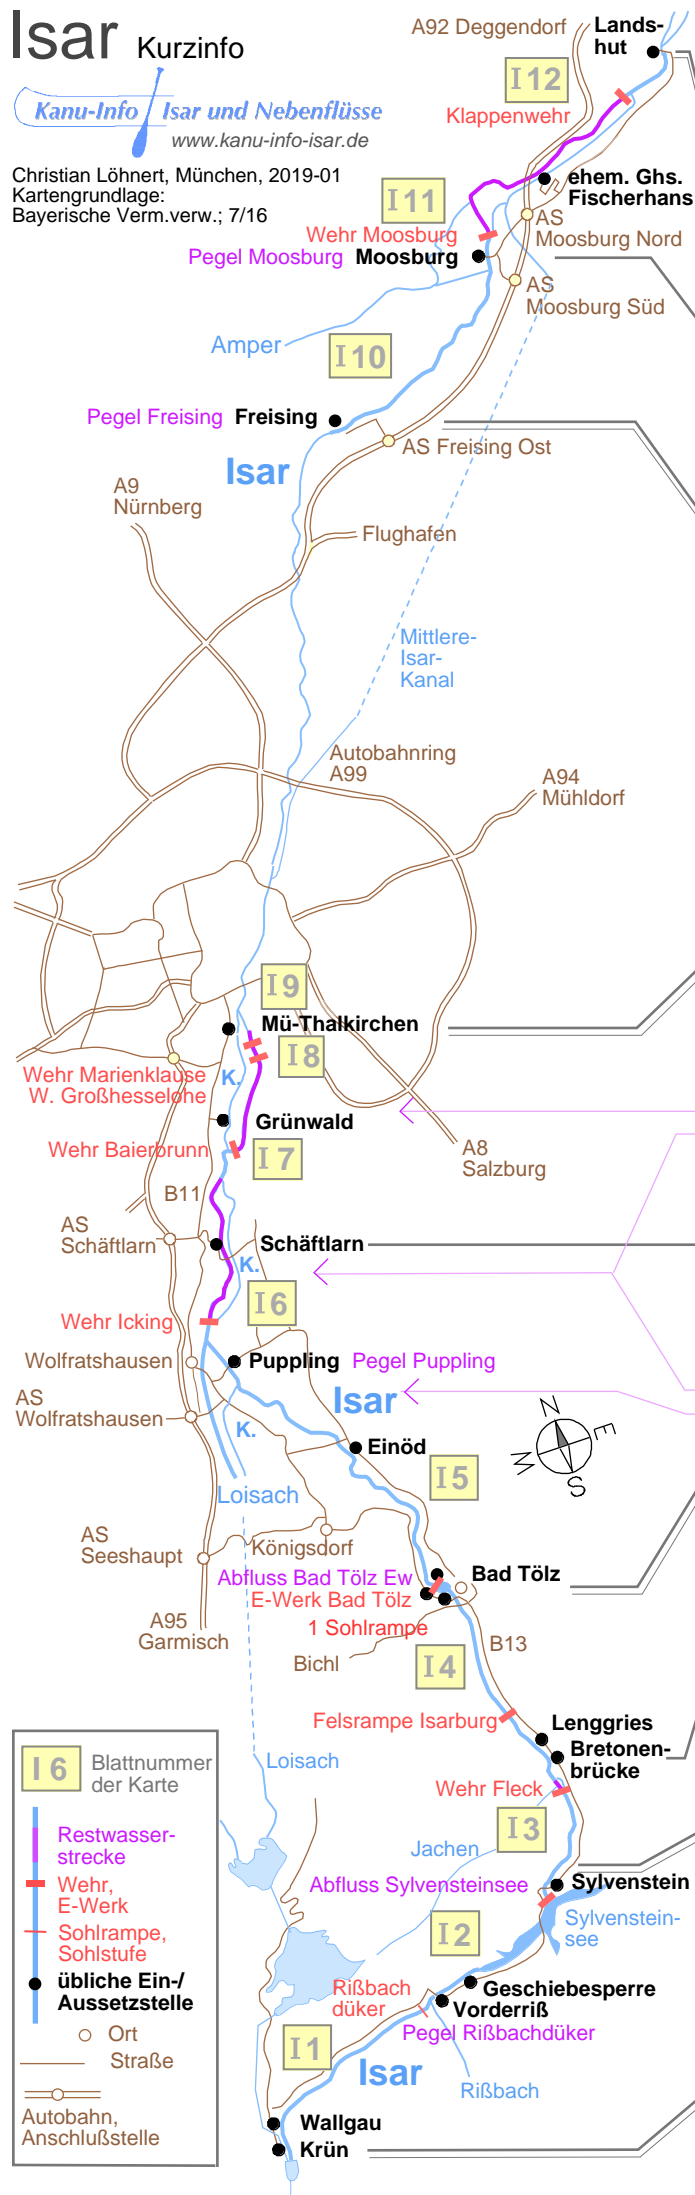 Isar Kurzinfo
Kanu-Info Isar und Nebenflüsse
www.kanu-info-isar.de
Christian Löhnert, München, 2019-01
Kartengrundlage:
Bayerische Verm.verw.; 7/16
A92 Deggendorf
Lands-
hut
I12
Klappenwehr
ehem. Ghs.
Fischerhans
I11
AS
Moosburg Nord
Wehr Moosburg
Pegel Moosburg Moosburg
AS
Moosburg Süd
Amper
I10
Pegel Freising Freising
AS Freising Ost
Isar
A9
Nürnberg
Flughafen
Mittlere-
Isar-
Kanal
Autobahnring
A99
A94
Mühldorf
I9
Mü-Thalkirchen
I8
Wehr Marienklause
W. Großhesselohe
K.
Grünwald
Wehr Baierbrunn
I7
A8
Salzburg
B11
AS
Schäftlarn
Schäftlarn
K.
I6
Wehr Icking
Wolfratshausen
Puppling Pegel Puppling
AS
Wolfratshausen
Isar
K.
N
E
S
W
Einöd
I5
Loisach
AS
Seeshaupt
Königsdorf
Abfluss Bad Tölz Ew
Bad Tölz
E-Werk Bad Tölz
1 Sohlrampe
A95
Garmisch
Bichl
B13
I4
Felsrampe Isarburg
Lenggries
Bretonen-
brücke
Loisach
Wehr Fleck
I3
Jachen
Abfluss Sylvensteinsee
Sylvenstein
Sylvenstein-
see
I2
Rißbach
düker
Geschiebesperre
Vorderriß
Pegel Rißbachdüker
I1
Isar
Rißbach
Wallgau
Krün
I 6 Blattnummer
der Karte
Restwasser-
strecke
Wehr,
E-Werk
Sohlrampe,
Sohlstufe
übliche Ein-/
Aussetzstelle
Ort
Straße
Autobahn,
Anschlußstelle